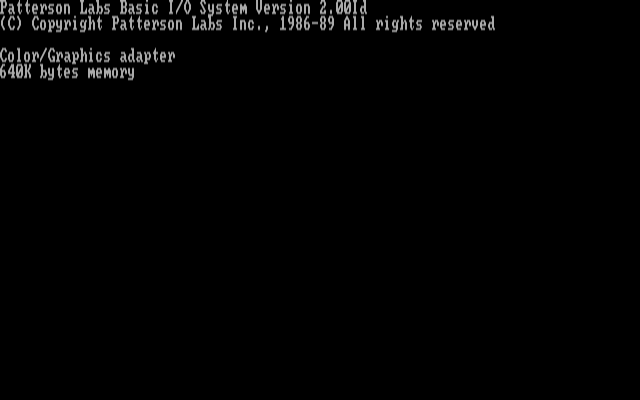 Patterson Labs Basic I/O System Version 2.00Id
(C) Copyright Patterson Labs Inc., 1986-89 All rights reserved
Color/Graphics adapter
640K bytes memory